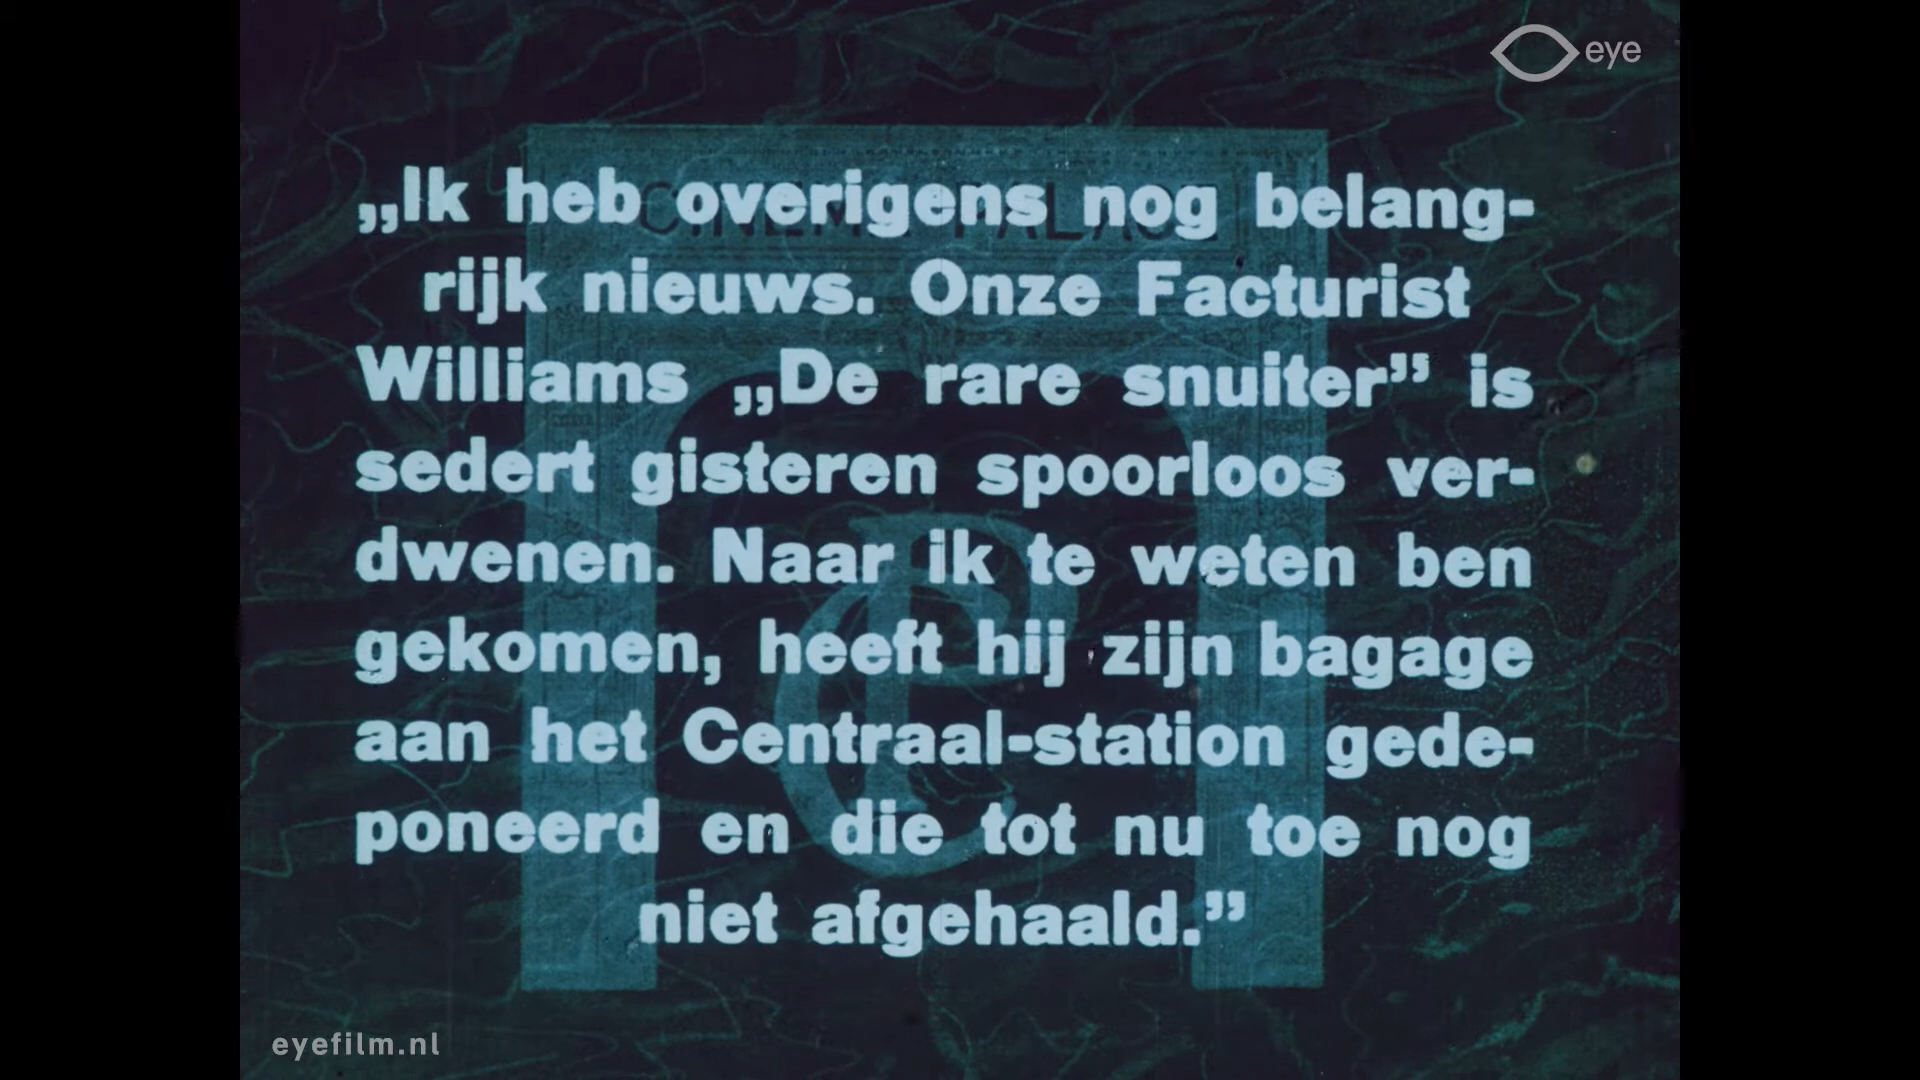 eye
CINEMA PALACE
„Ik heb overigens nog belang-
rijk nieuws. Onze Facturist
Williams „De rare snuiter” is
sedert gisteren spoorloos ver-
dwenen. Naar ik te weten ben
gekomen, heeft hij zijn bagage
aan het Centraal-station gede-
poneerd en die tot nu toe nog
niet afgehaald.”
eyefilm.nl